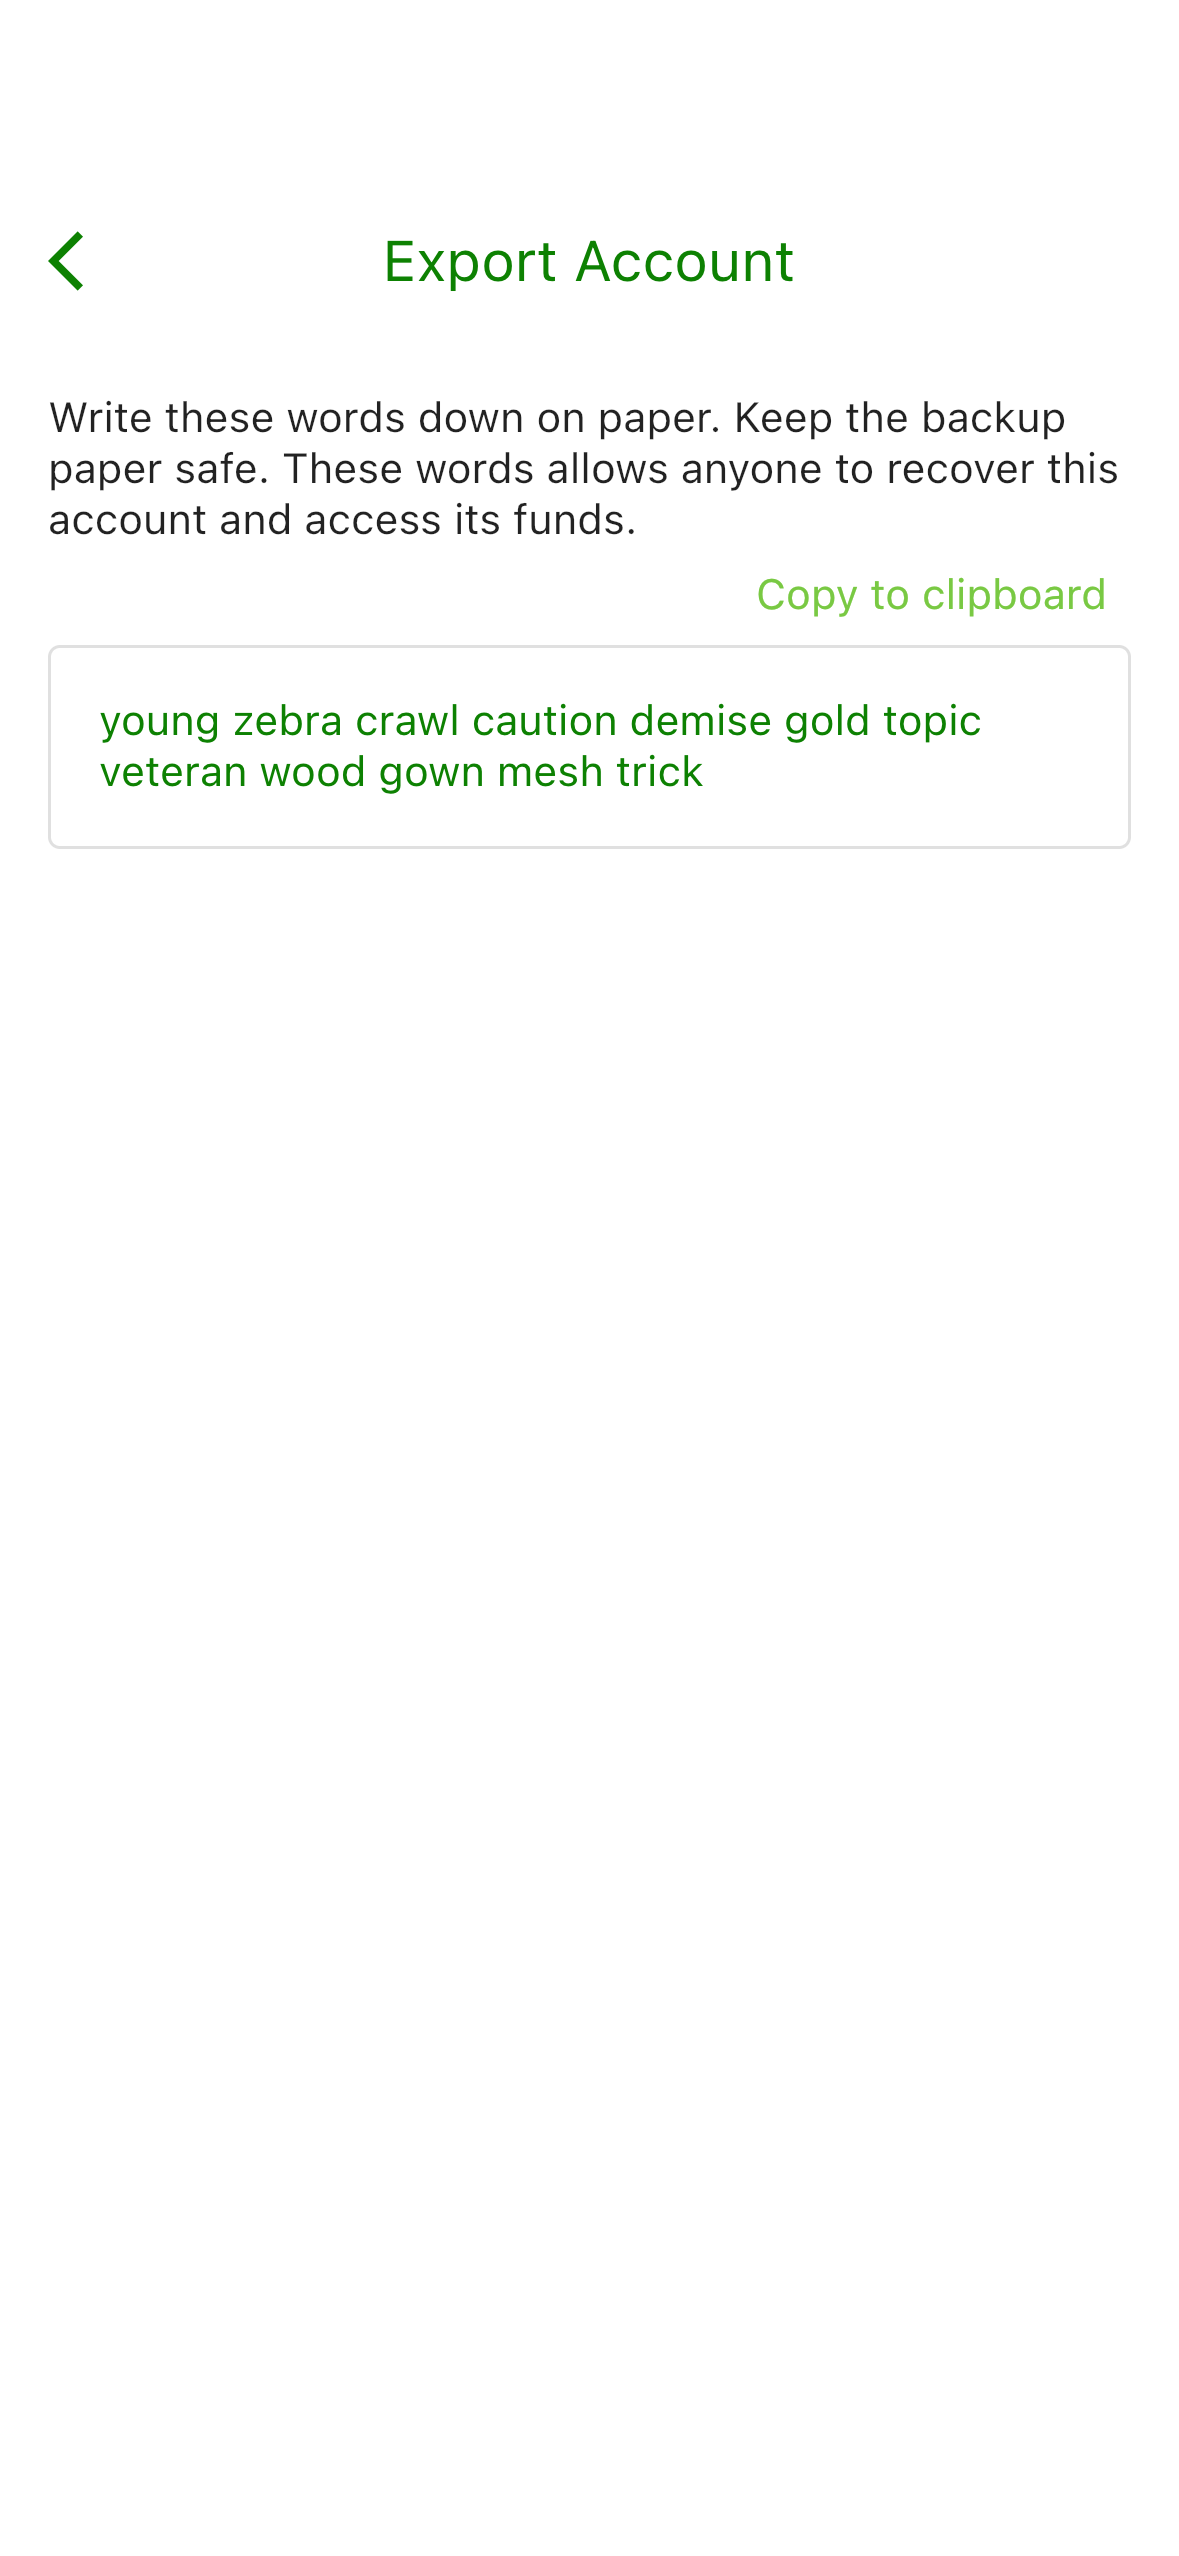 Export Account
Write these words down on paper. Keep the backup
paper safe. These words allows anyone to recover this
account and access its funds.
Copy to clipboard
young zebra crawl caution demise gold topic
veteran wood gown mesh trick